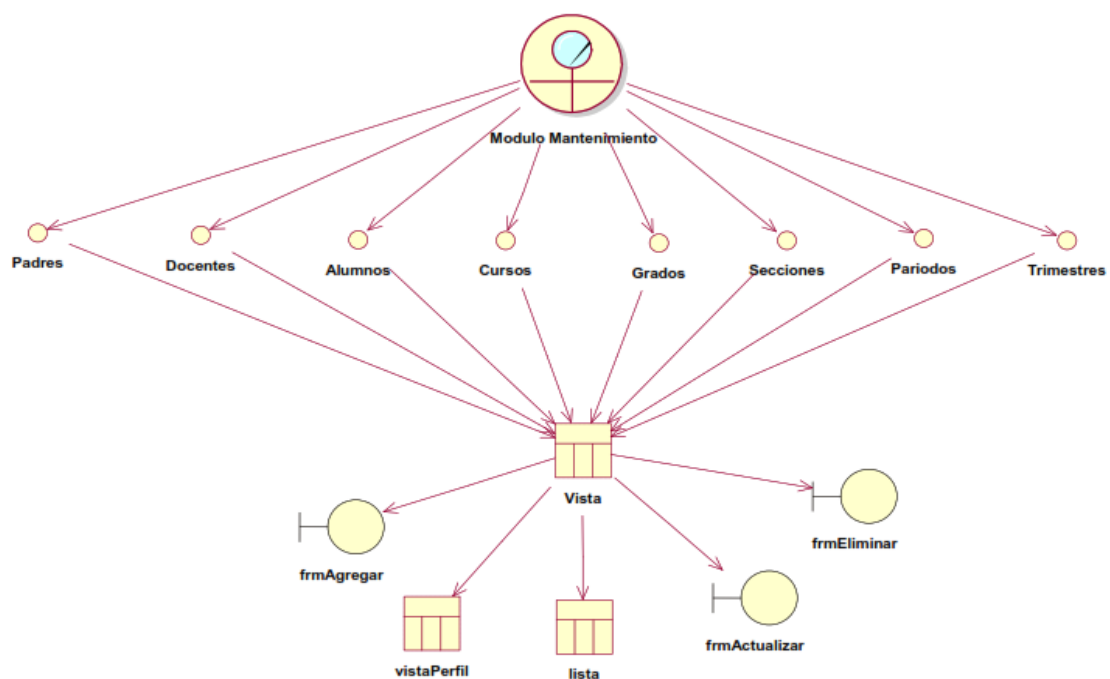 Modulo Mantenimiento
Padres
Docentes
Alumnos
Cursos
Grados
Secciones
Pariodos
Trimestres
Vista
frmAgregar
frmEliminar
vistaPerfil
lista
frmActualizar